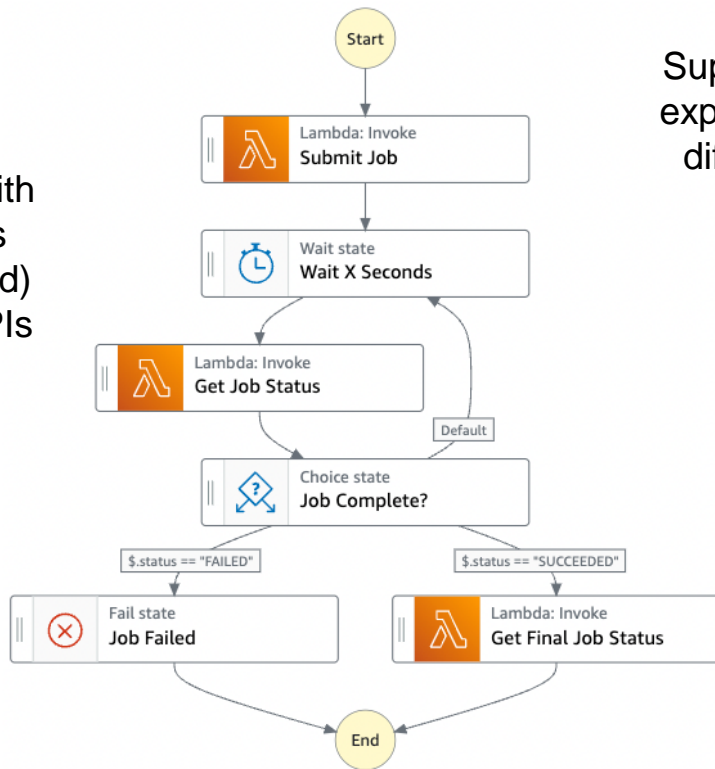 Start
Lambda: Invoke
Submit Job
Wait state
Wait X Seconds
Lambda: Invoke
Get Job Status
Default
Choice state
Job Complete?
$.status == "FAILED"
$.status == "SUCCEEDED"
Fail state
Job Failed
Lambda: Invoke
Get Final Job Status
End